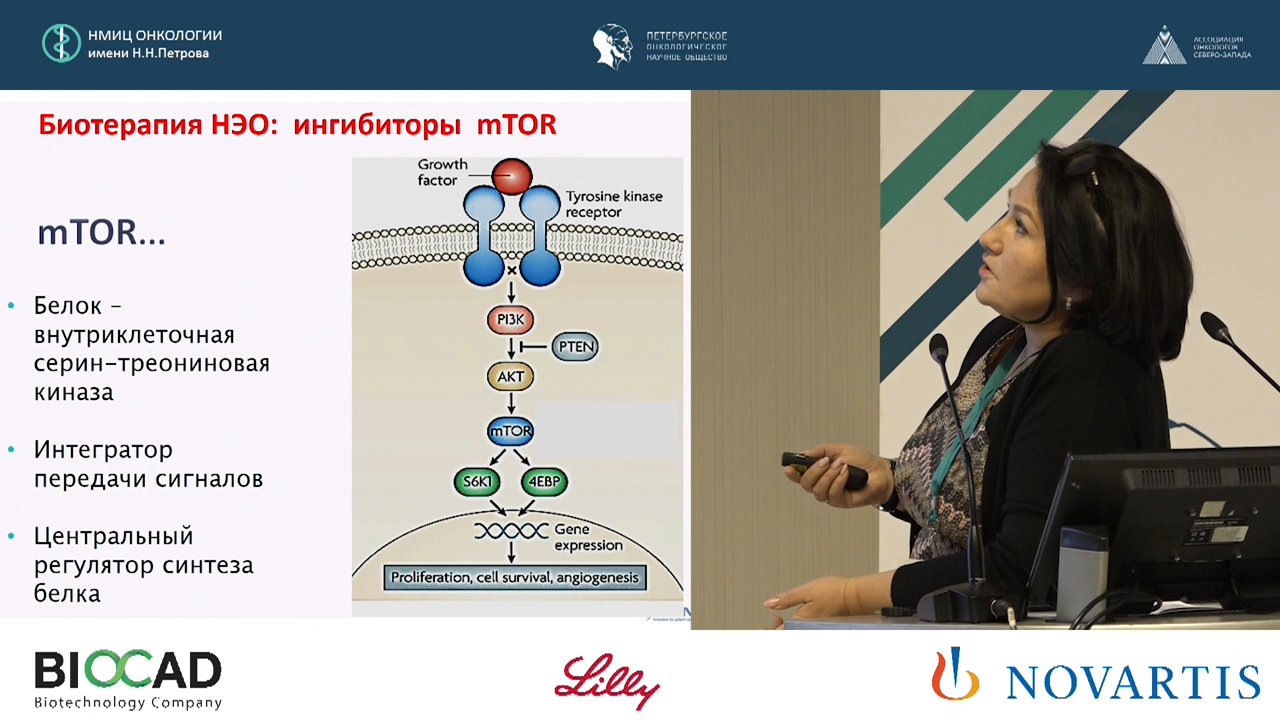 НМИЦ ОНКОЛОГИИ
имени Н.Н.Петрова
ПЕТЕРБУРГСКОЕ
ОНКОЛОГИЧЕСКОЕ
НАУЧНОЕ ОБЩЕСТВО
АССОЦИАЦИЯ
ОНКОЛОГОВ
СЕВЕРО-ЗАПАДА
Биотерапия НЭО: ингибиторы mTOR
mTOR...
• Белок –
внутриклеточная
серин-треониновая
киназа
• Интегратор
передачи сигналов
• Центральный
регулятор синтеза
белка
Growth
factor
Tyrosine kinase
receptor
PI3K
PTEN
AKT
mTOR
S6K1
4EBP
Gene
expression
Proliferation, cell survival, angiogenesis
BIOCAD
Biotechnology Company
Lilly
NOVARTIS